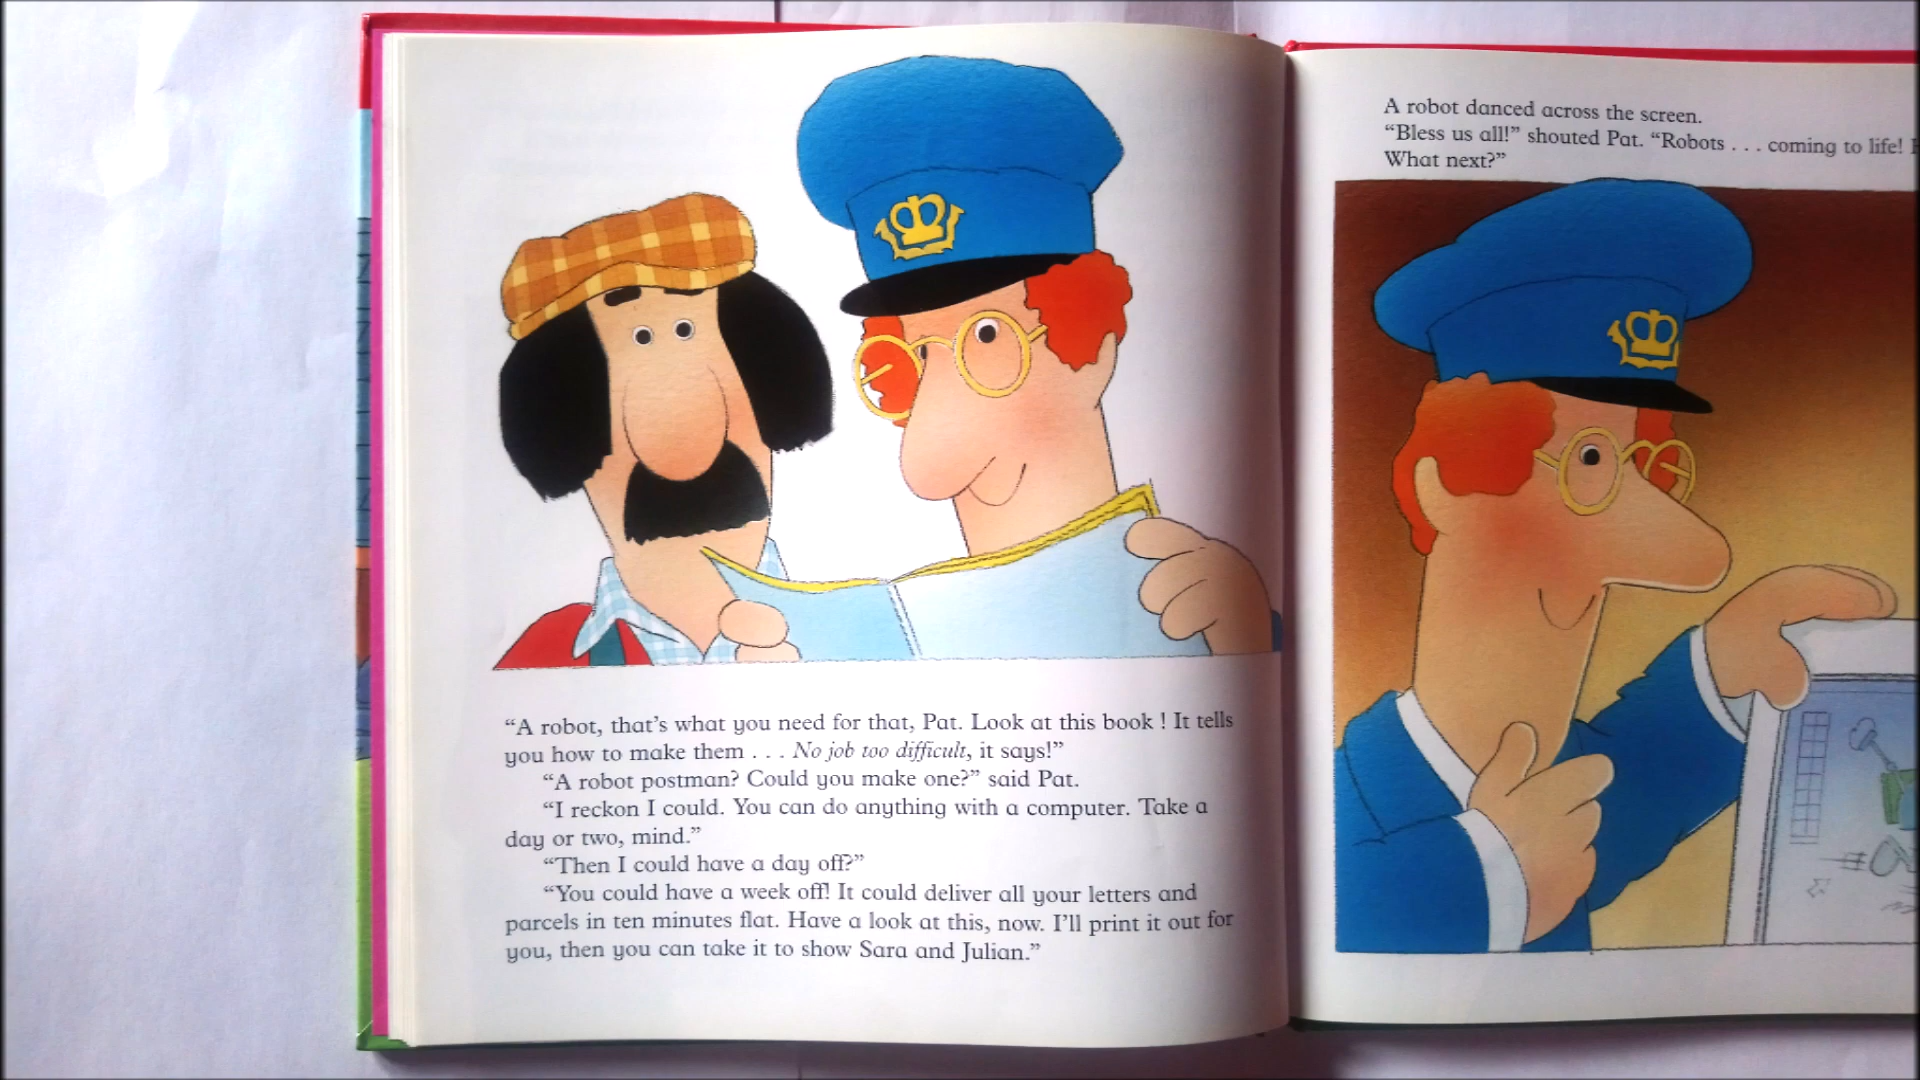 “A robot, that’s what you need for that, Pat. Look at this book ! It tells
you how to make them . . . No job too difficult, it says!”
“A robot postman? Could you make one?” said Pat.
“I reckon I could. You can do anything with a computer. Take a
day or two, mind.”
“Then I could have a day off?”
“You could have a week off! It could deliver all your letters and
parcels in ten minutes flat. Have a look at this, now. I’ll print it out for
you, then you can take it to show Sara and Julian.”
A robot danced across the screen.
“Bless us all!” shouted Pat. “Robots . . . coming to life!
What next?”